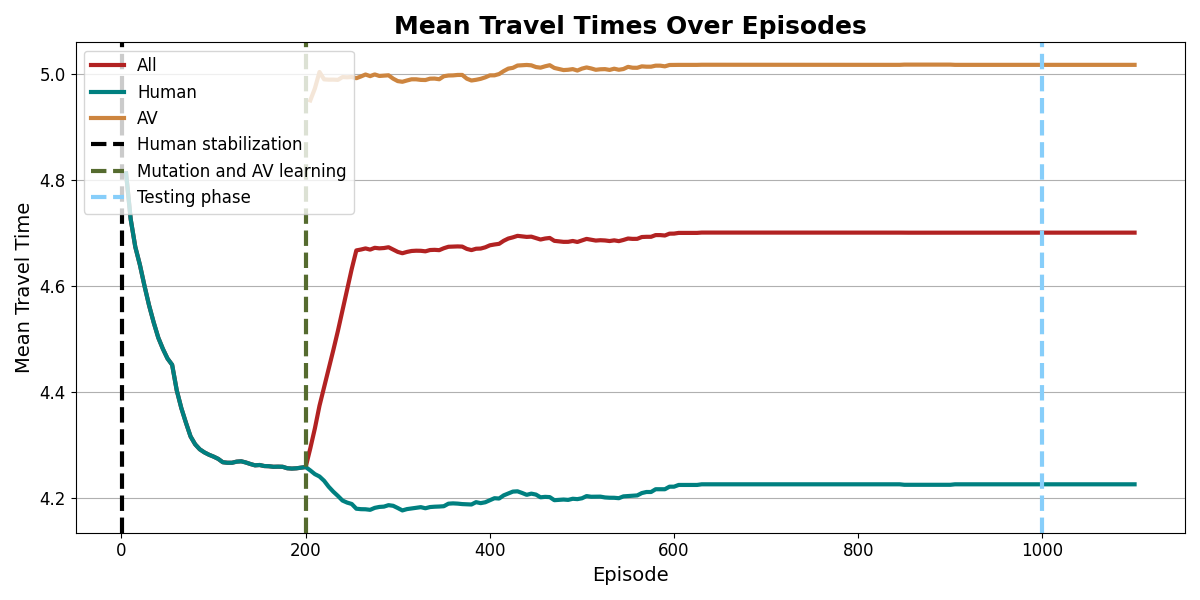 Mean Travel Times Over Episodes
Mean Travel Time
5.0
4.8
4.6
4.4
4.2
All
Human
AV
Human stabilization
Mutation and AV learning
Testing phase
0
200
400
600
800
1000
Episode